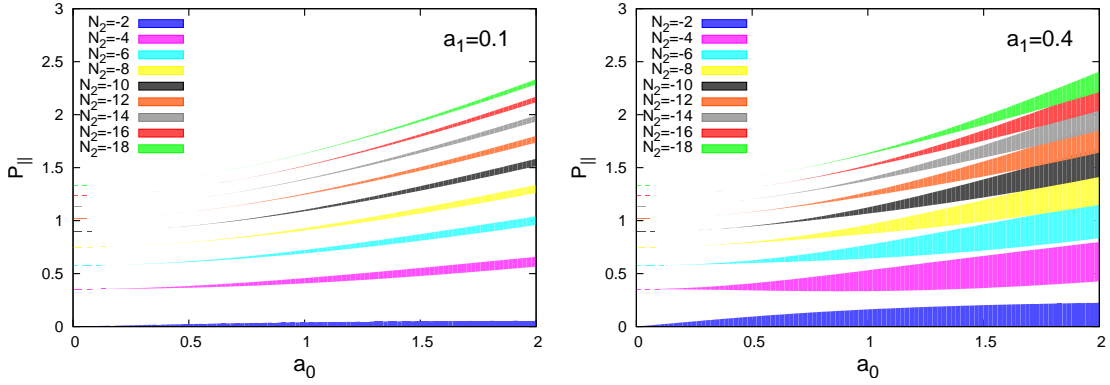 3
2.5
2
1.5
1
0.5
0
P||
N2=-2
N2=-4
N2=-6
N2=-8
N2=-10
N2=-12
N2=-14
N2=-16
N2=-18
a1=0.1
0 0.5 1 1.5 2
a0
3
2.5
2
1.5
1
0.5
0
P||
N2=-2
N2=-4
N2=-6
N2=-8
N2=-10
N2=-12
N2=-14
N2=-16
N2=-18
a1=0.4
0 0.5 1 1.5 2
a0